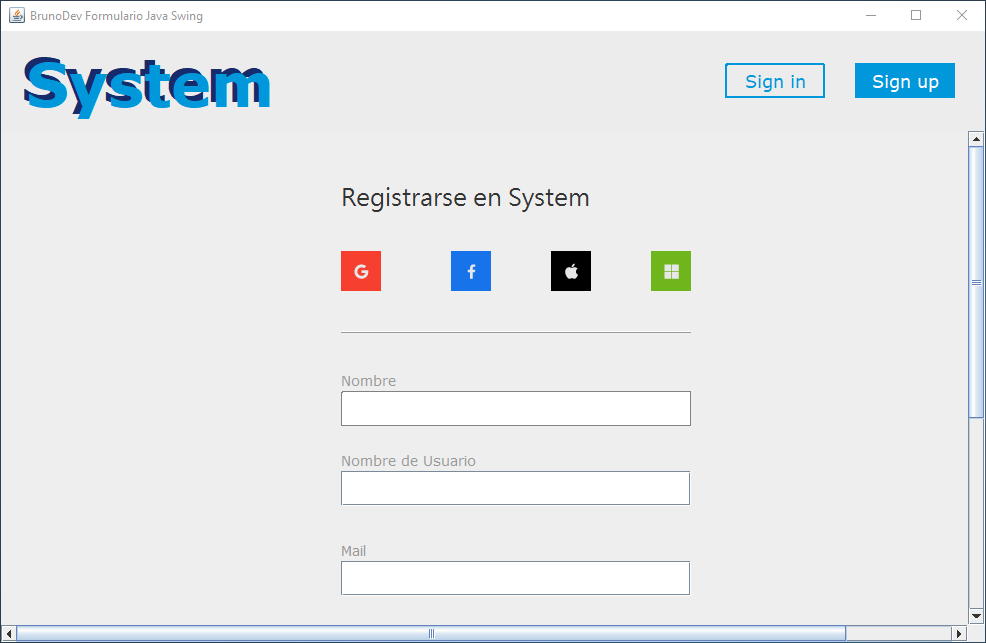 BrunoDev Formulario Java Swing
System
Sign in
Sign up
Registrarse en System
Nombre
Nombre de Usuario
Mail